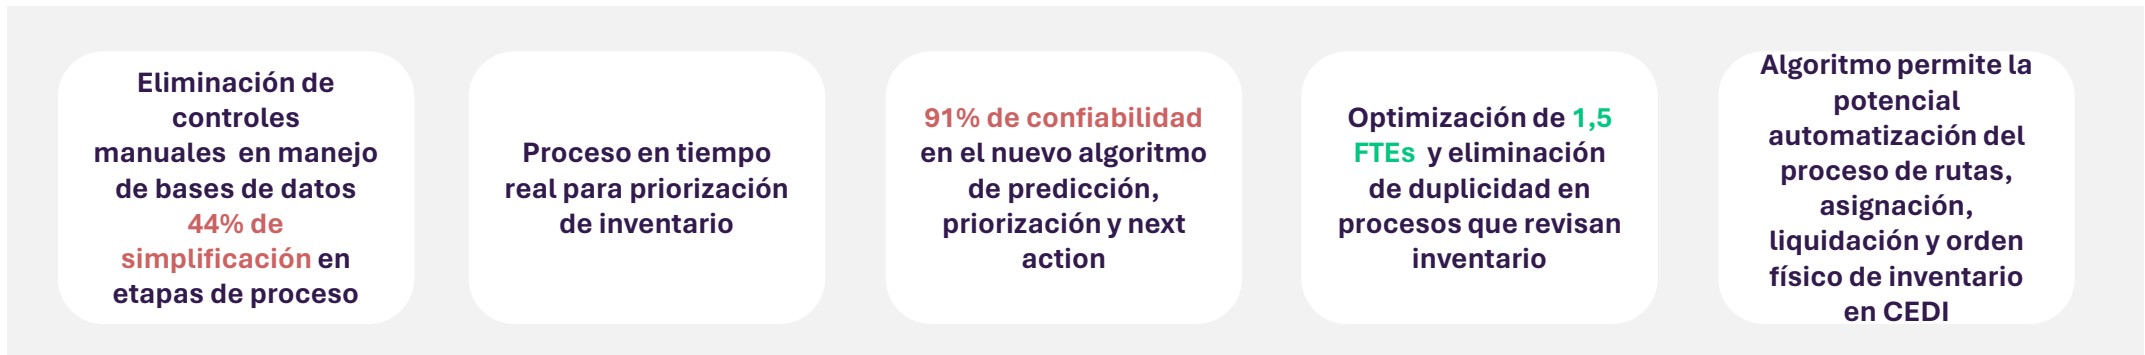 Eliminación de
controles
manuales  en manejo
de bases de datos
44% de
simplificación en
etapas de proceso
Proceso en tiempo
real para priorización
de inventario
91% de confiabilidad
en el nuevo algoritmo
de predicción,
priorización y next
action
Optimización de 1,5
FTEs  y eliminación
de duplicidad en
procesos que revisan
inventario
Algoritmo permite la
potencial
automatización del
proceso de rutas,
asignación,
liquidación y orden
físico de inventario
en CEDI